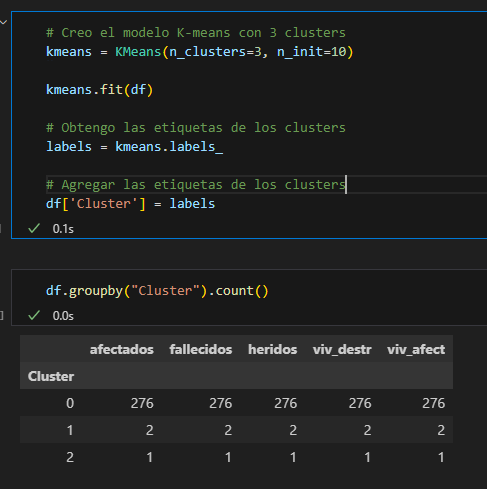 # Creo el modelo K-means con 3 clusters
kmeans = KMeans(n_clusters=3, n_init=10)
kmeans.fit(df)
# Obtengo las etiquetas de los clusters
labels = kmeans.labels_
# Agregar las etiquetas de los clusters
df['Cluster'] = labels
0.1s
df.groupby("Cluster").count()
]
0.0s
afectados fallecidos heridos viv_destr viv_afect
Cluster
0 276 276 276 276 276
1 2 2 2 2 2
2 1 1 1 1 1